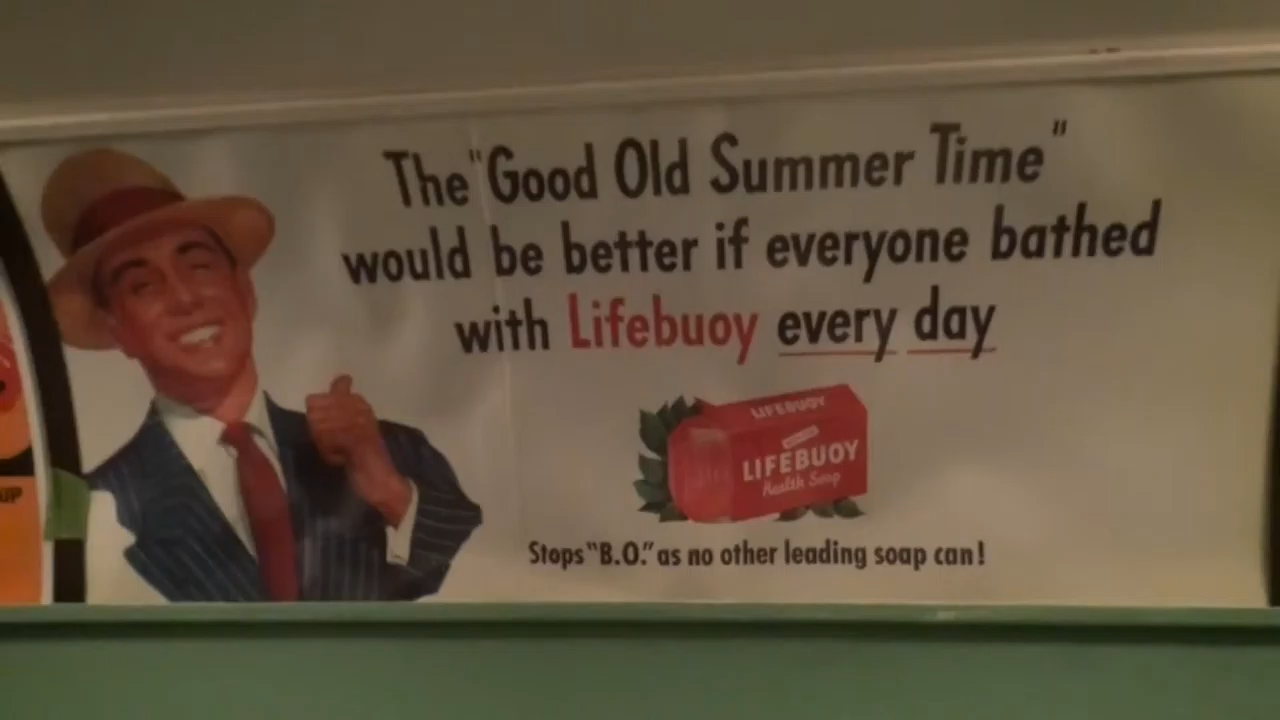 The "Good Old Summer Time"
would be better if everyone bathed
with Lifebuoy every day
LIFEBUOY
LIFEBUOY
Health Soap
Stops "B.O." as no other leading soap can!
UP